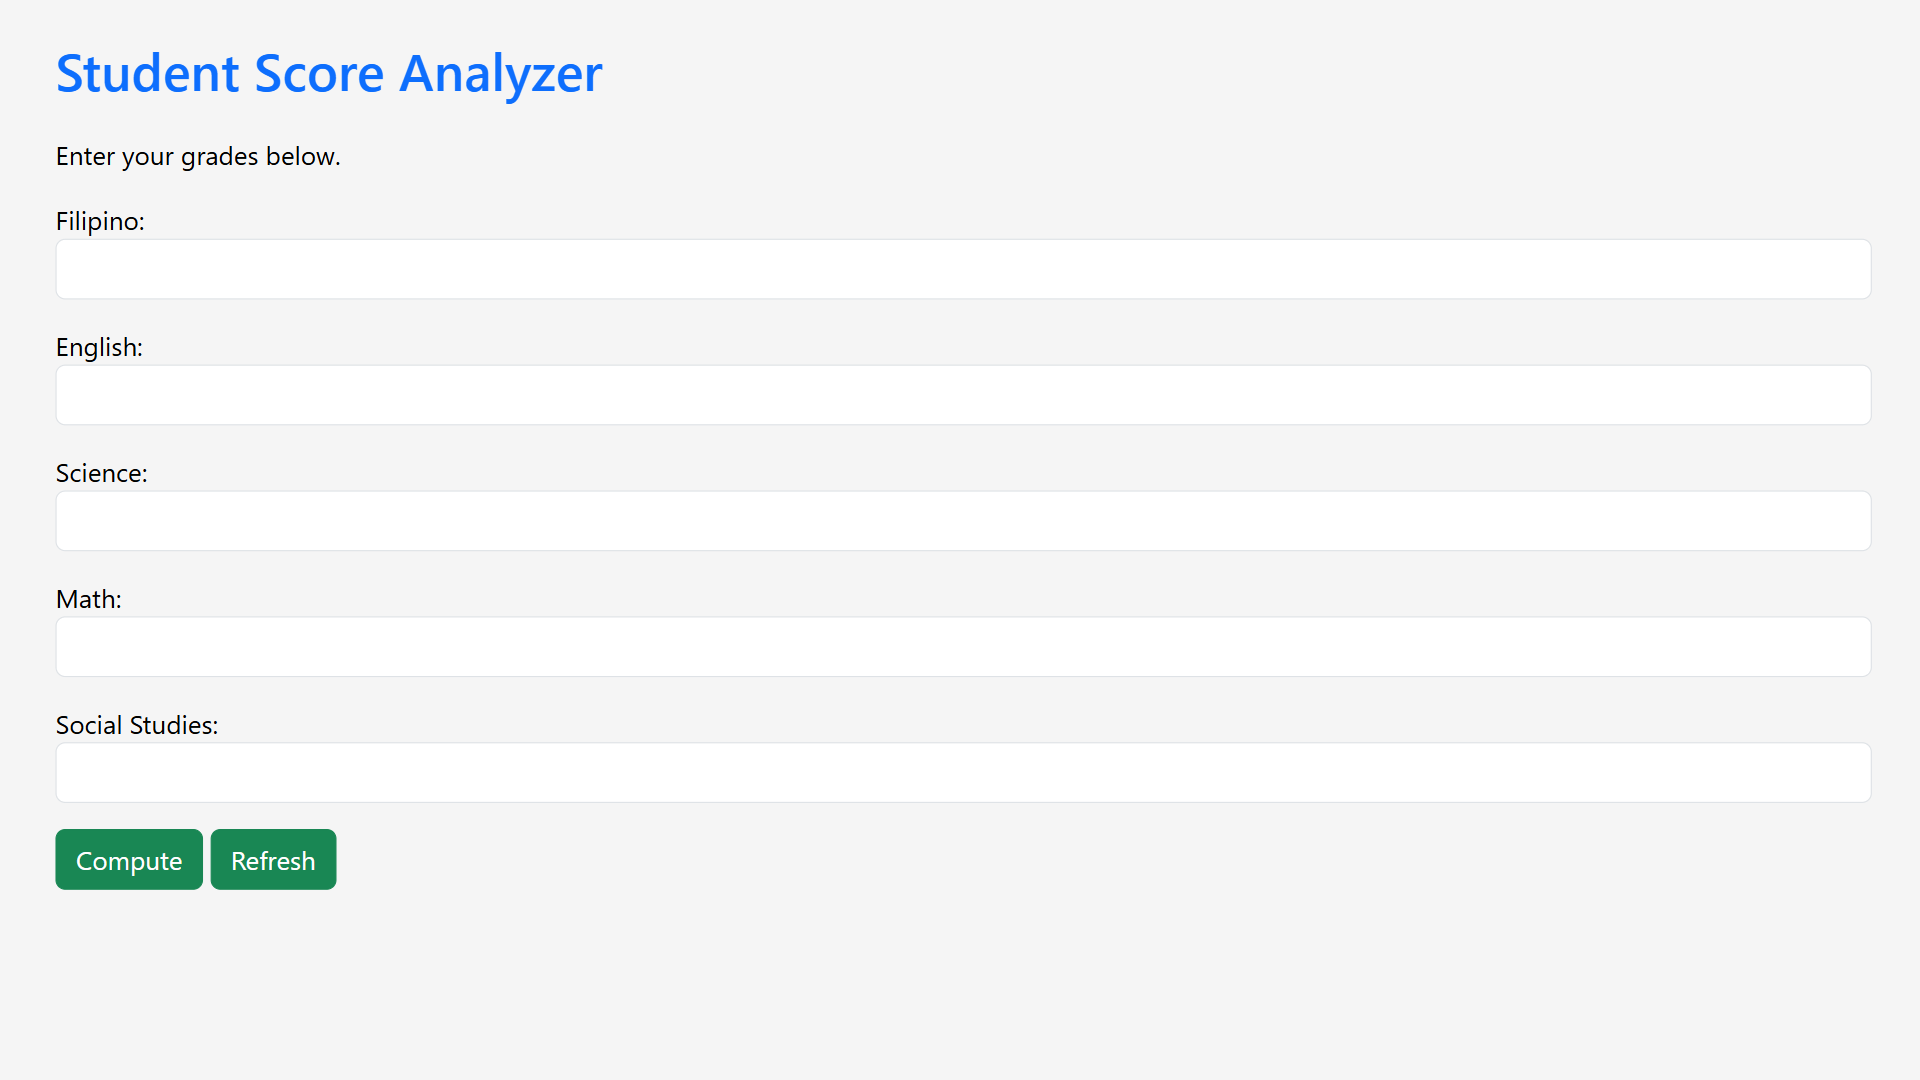 Student Score Analyzer
Enter your grades below.
Filipino:
English:
Science:
Math:
Social Studies:
Compute Refresh